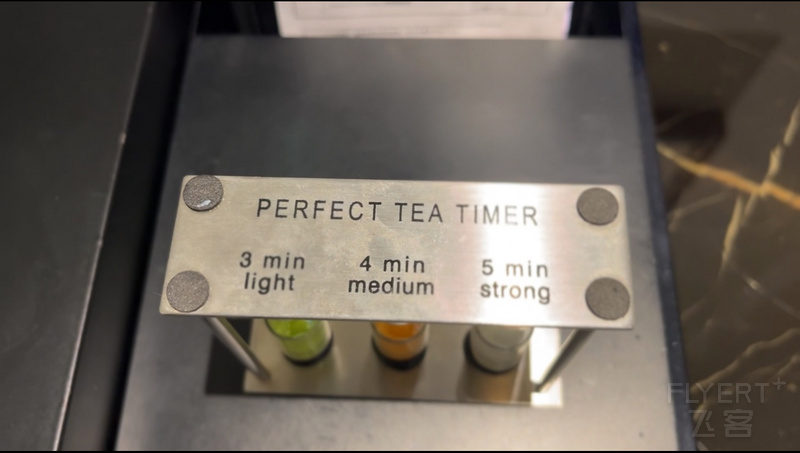 PERFECT TEA TIMER
3 min 4 min 5 min
light medium strong
FLYERT+
飞客